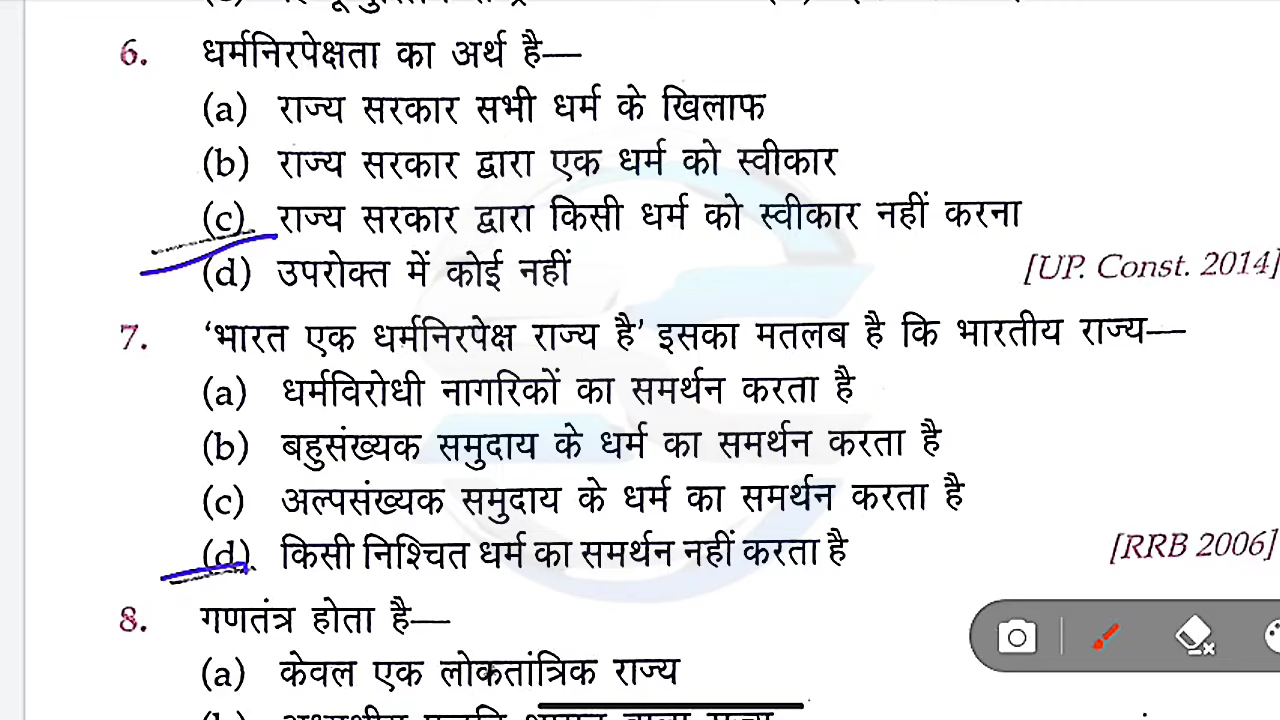 6. धर्मनिरपेक्षता का अर्थ है—
(a) राज्य सरकार सभी धर्म के खिलाफ
(b) राज्य सरकार द्वारा एक धर्म को स्वीकार
(c) राज्य सरकार द्वारा किसी धर्म को स्वीकार नहीं करना
(d) उपरोक्त में कोई नहीं [UP. Const. 2014]
7. ‘भारत एक धर्मनिरपेक्ष राज्य है’ इसका मतलब है कि भारतीय राज्य—
(a) धर्मविरोधी नागरिकों का समर्थन करता है
(b) बहुसंख्यक समुदाय के धर्म का समर्थन करता है
(c) अल्पसंख्यक समुदाय के धर्म का समर्थन करता है
(d) किसी निश्चित धर्म का समर्थन नहीं करता है [RRB 2006]
8. गणतंत्र होता है—
(a) केवल एक लोकतांत्रिक राज्य